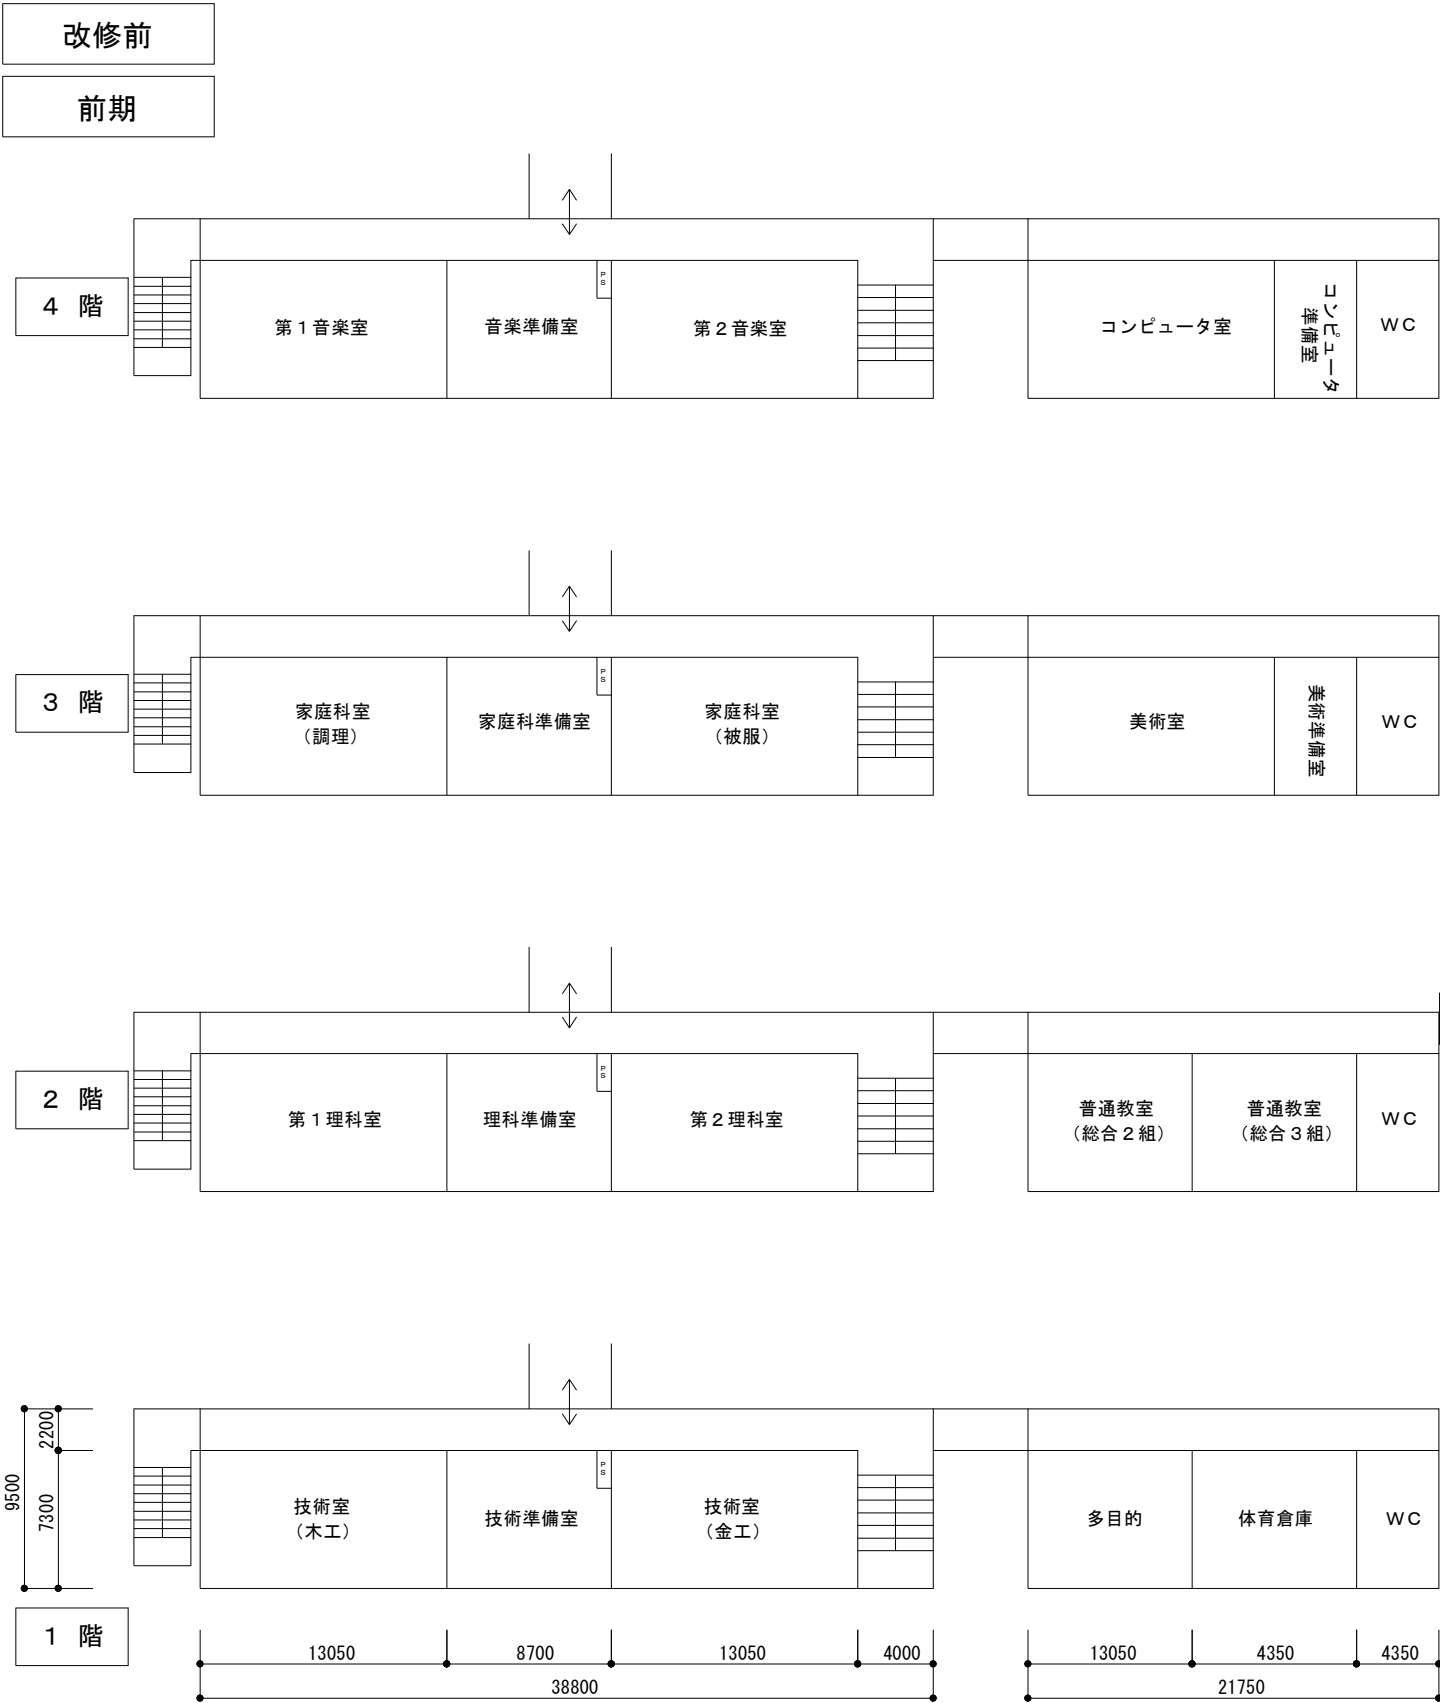 改修前
前期
4 階
第1音楽室
音楽準備室
PS
第2音楽室
コンピュータ室
コンピュータ
準備室
WC
3 階
家庭科室
(調理)
家庭科準備室
PS
家庭科室
(被服)
美術室
美術準備室
WC
2 階
第1理科室
理科準備室
PS
第2理科室
普通教室
(総合2組)
普通教室
(総合3組)
WC
9500
2200
7300
技術室
(木工)
技術準備室
PS
技術室
(金工)
多目的
体育倉庫
WC
1 階
13050
8700
13050
4000
13050
4350
4350
38800
21750